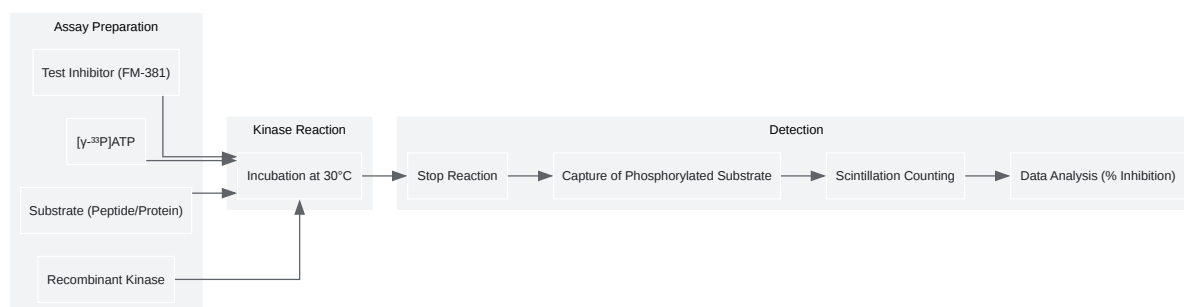 Assay Preparation
Test Inhibitor (FM-381)
[γ-³³P]ATP
Substrate (Peptide/Protein)
Recombinant Kinase
Kinase Reaction
Incubation at 30°C
Detection
Stop Reaction
Capture of Phosphorylated Substrate
Scintillation Counting
Data Analysis (% Inhibition)